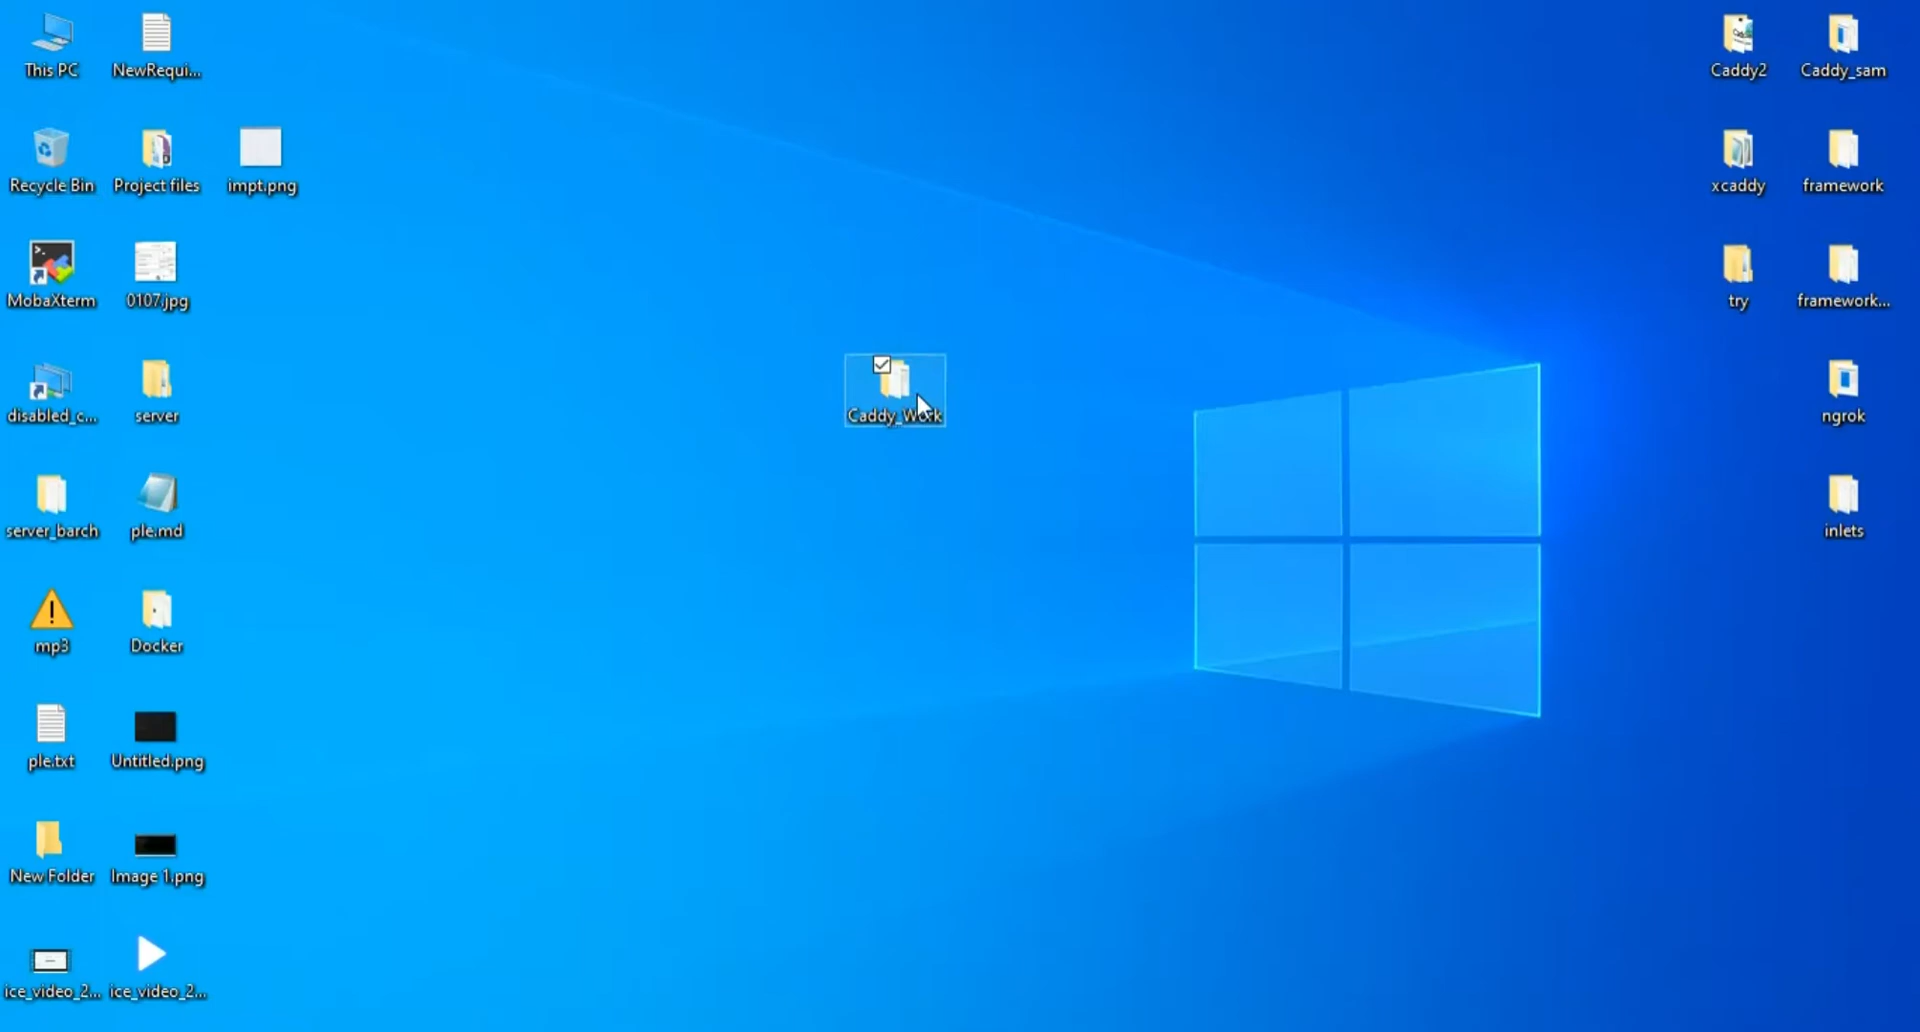 This PC
NewRequi...
Caddy2
Caddy_sam
Recycle Bin
Project files
impt.png
xcaddy
framework
MobaXterm
0107.jpg
try
framework...
disabled_c...
server
Caddy_Work
ngrok
server_barch
ple.md
inlets
mp3
Docker
ple.txt
Untitled.png
New Folder
Image 1.png
ice_video_2...
ice_video_2...